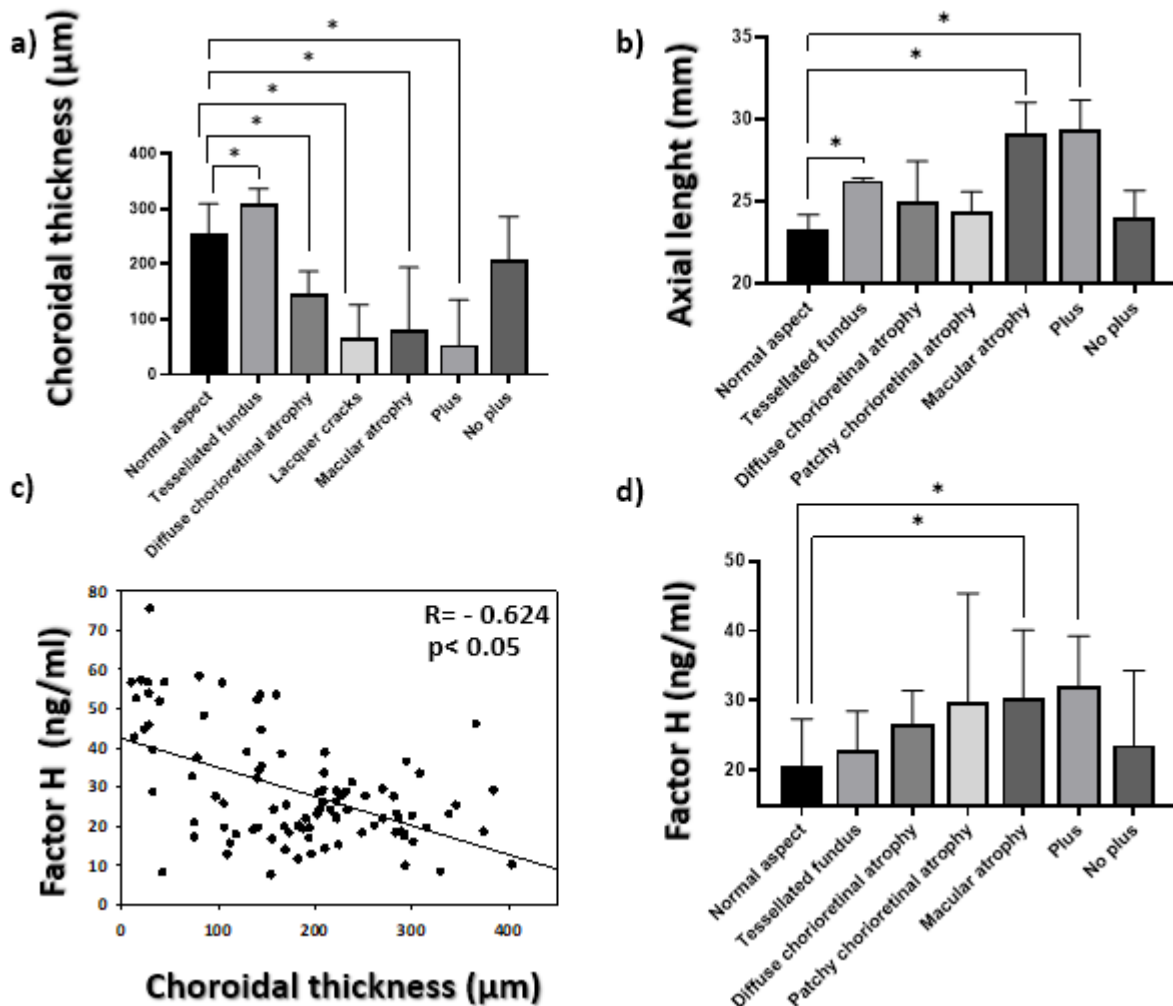 a)
Choroidal thickness (µm)
400
300
200
100
0
*
*
*
*
*
Normal aspect
Tessellated fundus
Diffuse chorioretinal atrophy
Lacquer cracks
Macular atrophy
Plus
No plus
b)
Axial lenght (mm)
35
30
25
20
*
*
*
Normal aspect
Tessellated fundus
Diffuse chorioretinal atrophy
Patchy chorioretinal atrophy
Macular atrophy
Plus
No plus
c)
Factor H (ng/ml)
80
70
60
50
40
30
20
10
0
R= - 0.624
p< 0.05
0 100 200 300 400
Choroidal thickness (µm)
d)
Factor H (ng/ml)
50
40
30
20
*
*
Normal aspect
Tessellated fundus
Diffuse chorioretinal atrophy
Patchy chorioretinal atrophy
Macular atrophy
Plus
No plus